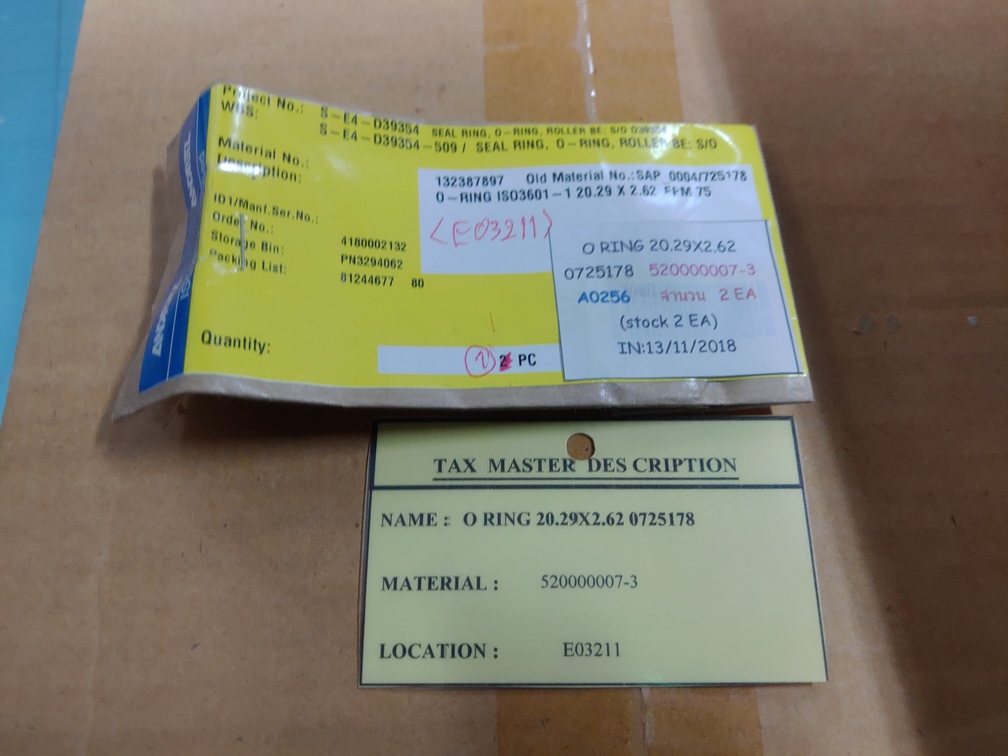 Project No.: S-E4-D39354 SEAL RING, O-RING, ROLLER BE: S/O D39354
WBS: S-E4-D39354-509 / SEAL RING, O-RING, ROLLER BE: S/O
Material No.: 132387897 Old Material No.:SAP_0004/725178
Description: O-RING ISO3601-1 20.29 X 2.62 FPM 75
<E03211>
ID1/Manf.Ser.No.:
Order No.: 4180002132
Storage Bin: PN3294062
Packing List: 81244677 80
Quantity: 1 2 PC
O RING 20.29X2.62
0725178 520000007-3
A0256 จำนวน 2 EA
(stock 2 EA)
IN:13/11/2018
ANDRITZ
TAX MASTER DES CRIPTION
NAME : O RING 20.29X2.62 0725178
MATERIAL : 520000007-3
LOCATION : E03211